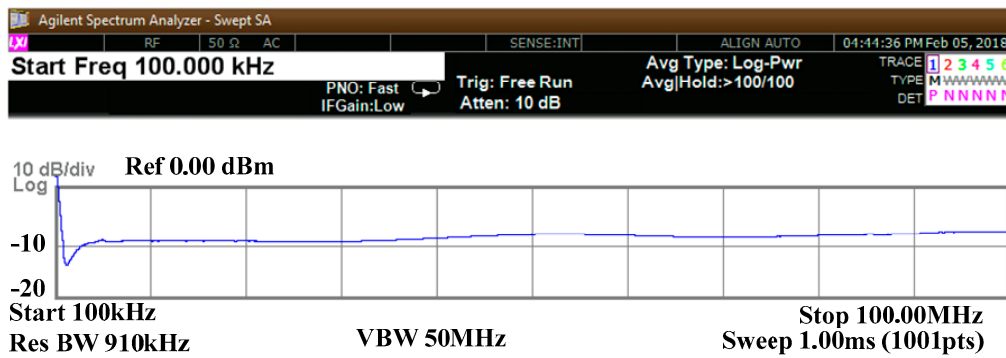 Agilent Spectrum Analyzer - Swept SA
LXI RF 50 Ω AC SENSE:INT ALIGN AUTO 04:44:36 PM Feb 05, 2018
Start Freq 100.000 kHz
PNO: Fast
IFGain:Low
Trig: Free Run
Atten: 10 dB
Avg Type: Log-Pwr
Avg|Hold:>100/100
TRACE 1 2 3 4 5 6
TYPE M
DET P N N N N N
10 dB/div Ref 0.00 dBm
Log
-10
-20
Start 100kHz Stop 100.00MHz
Res BW 910kHz VBW 50MHz Sweep 1.00ms (1001pts)